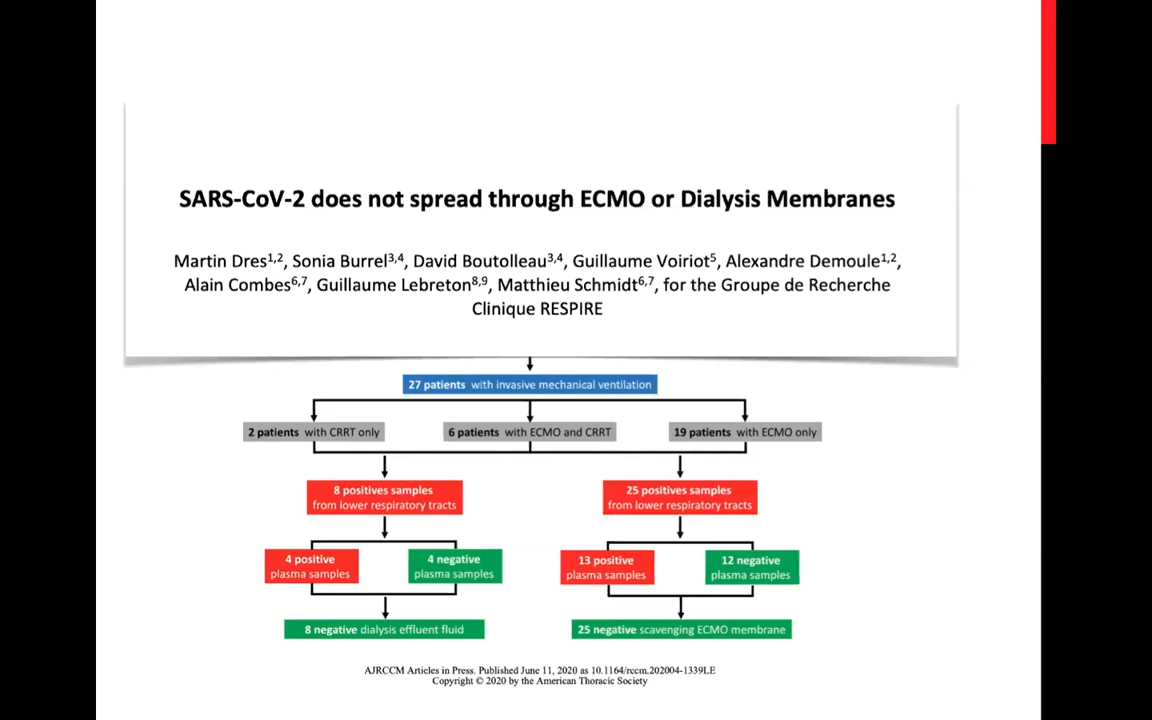 SARS-CoV-2 does not spread through ECMO or Dialysis Membranes
Martin Dres1,2, Sonia Burrel3,4, David Boutolleau3,4, Guillaume Voiriot5, Alexandre Demoule1,2,
Alain Combes6,7, Guillaume Lebreton8,9, Matthieu Schmidt6,7, for the Groupe de Recherche
Clinique RESPIRE
27 patients with invasive mechanical ventilation
2 patients with CRRT only
6 patients with ECMO and CRRT
19 patients with ECMO only
8 positives samples
from lower respiratory tracts
25 positives samples
from lower respiratory tracts
4 positive
plasma samples
4 negative
plasma samples
13 positive
plasma samples
12 negative
plasma samples
8 negative dialysis effluent fluid
25 negative scavenging ECMO membrane
AJRCCM Articles in Press. Published June 11, 2020 as 10.1164/rccm.202004-1339LE
Copyright © 2020 by the American Thoracic Society